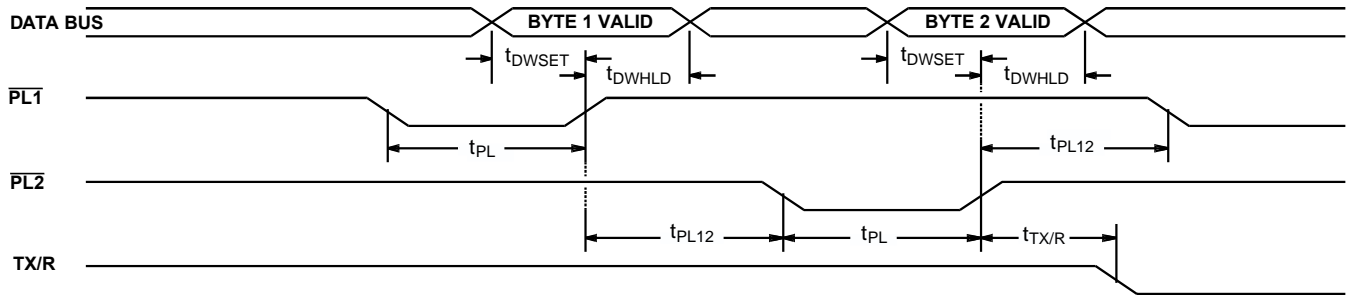 DATA BUS
BYTE 1 VALID
BYTE 2 VALID
tDWSET
tDWHLD
tDWSET
tDWHLD
PL1
tPL
tPL12
PL2
tPL12
tPL
tTX/R
TX/R